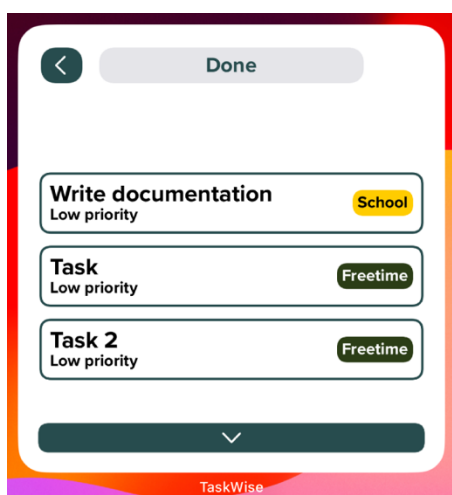 Done
Write documentation
Low priority
School
Task
Low priority
Freetime
Task 2
Low priority
Freetime
TaskWise